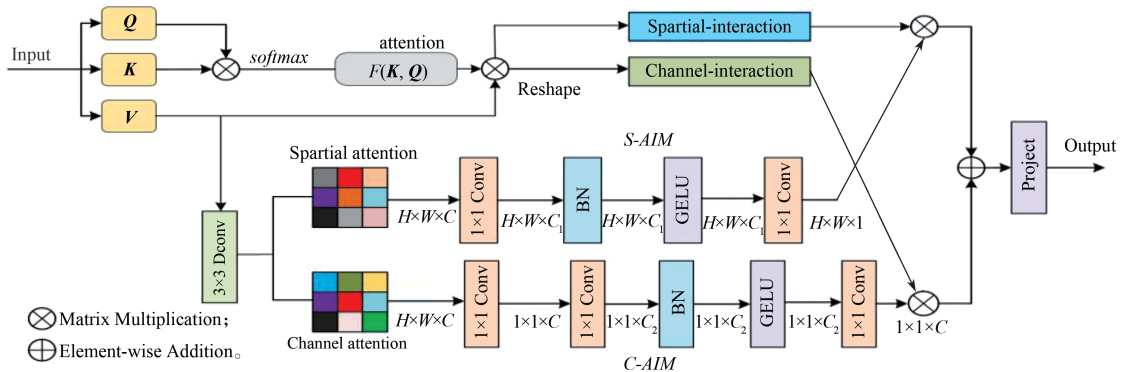 Input
Q
K
V
softmax
attention
F(K, Q)
Reshape
Spartial-interaction
Channel-interaction
S-AIM
Spartial attention
H×W×C
1×1 Conv
H×W×C₁
BN
H×W×C₁
GELU
H×W×C₁
1×1 Conv
H×W×1
3×3 Dconv
Channel attention
H×W×C
1×1 Conv
1×1×C
1×1 Conv
1×1×C₂
BN
1×1×C₂
GELU
1×1×C₂
1×1 Conv
1×1×C
C-AIM
Project
Output
Matrix Multiplication；
Element-wise Addition。